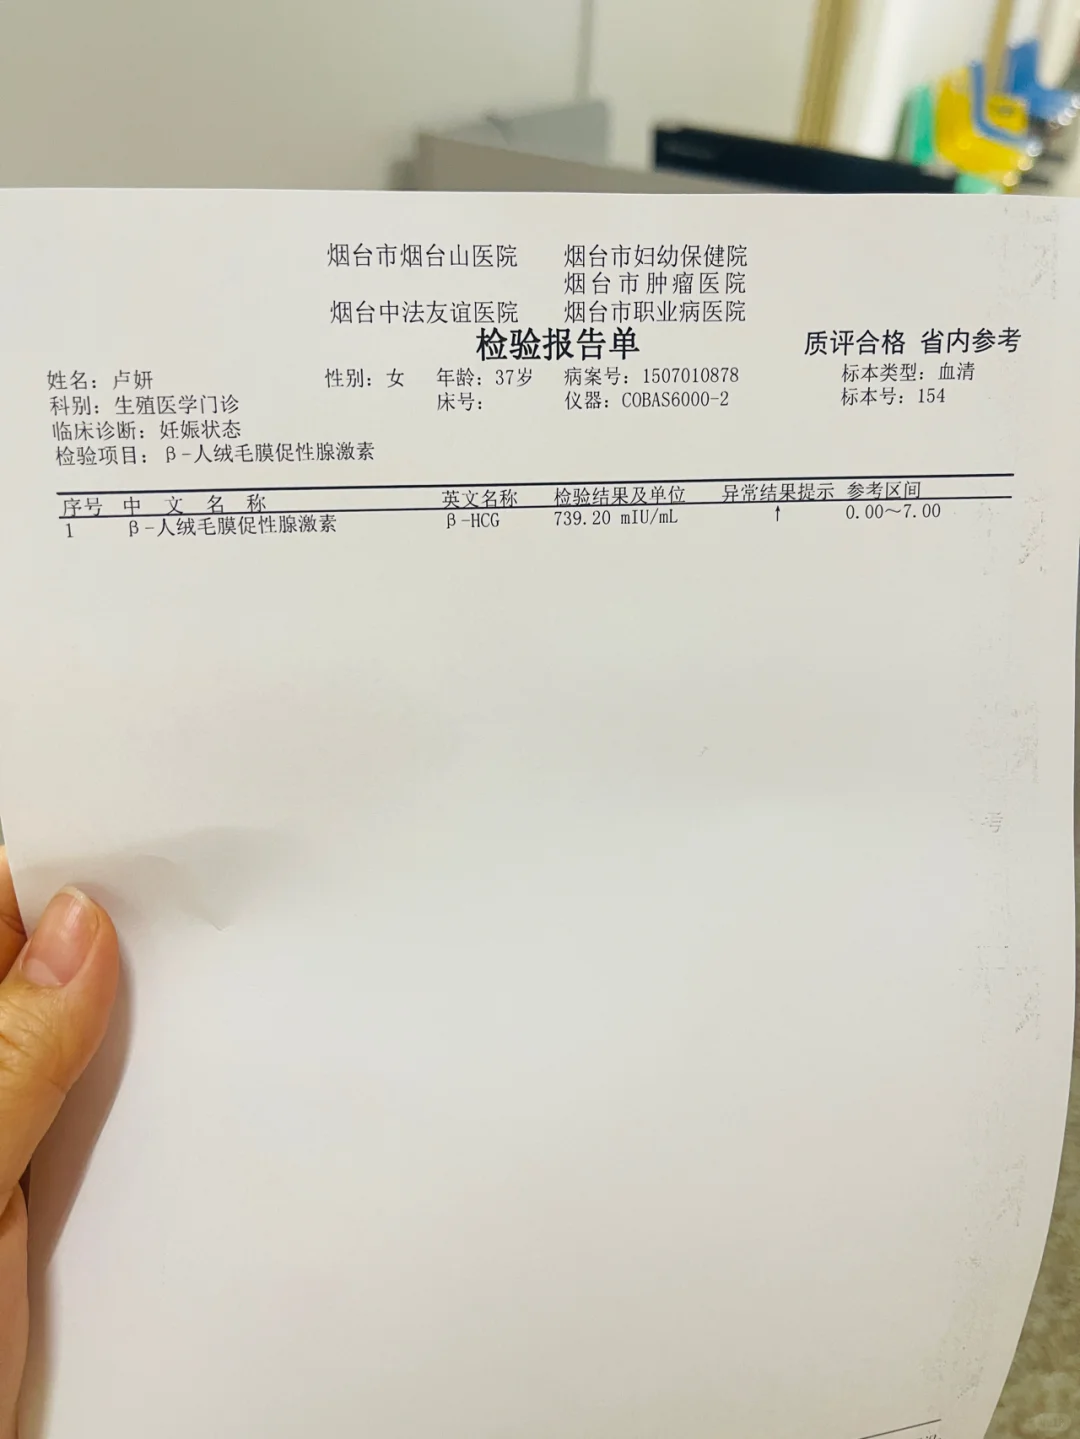 烟台市烟台山医院 烟台市妇幼保健院
烟台市肿瘤医院
烟台中法友谊医院 烟台市职业病医院
检验报告单 质评合格 省内参考
姓名：卢妍 性别：女 年龄：37岁 病案号：1507010878 标本类型：血清
科别：生殖医学门诊 床号： 仪器：COBAS6000-2 标本号：154
临床诊断：妊娠状态
检验项目：β-人绒毛膜促性腺激素
序号 中 文 名 称 英文名称 检验结果及单位 异常结果提示 参考区间
1 β-人绒毛膜促性腺激素 β-HCG 739.20 mIU/mL ↑ 0.00～7.00
考